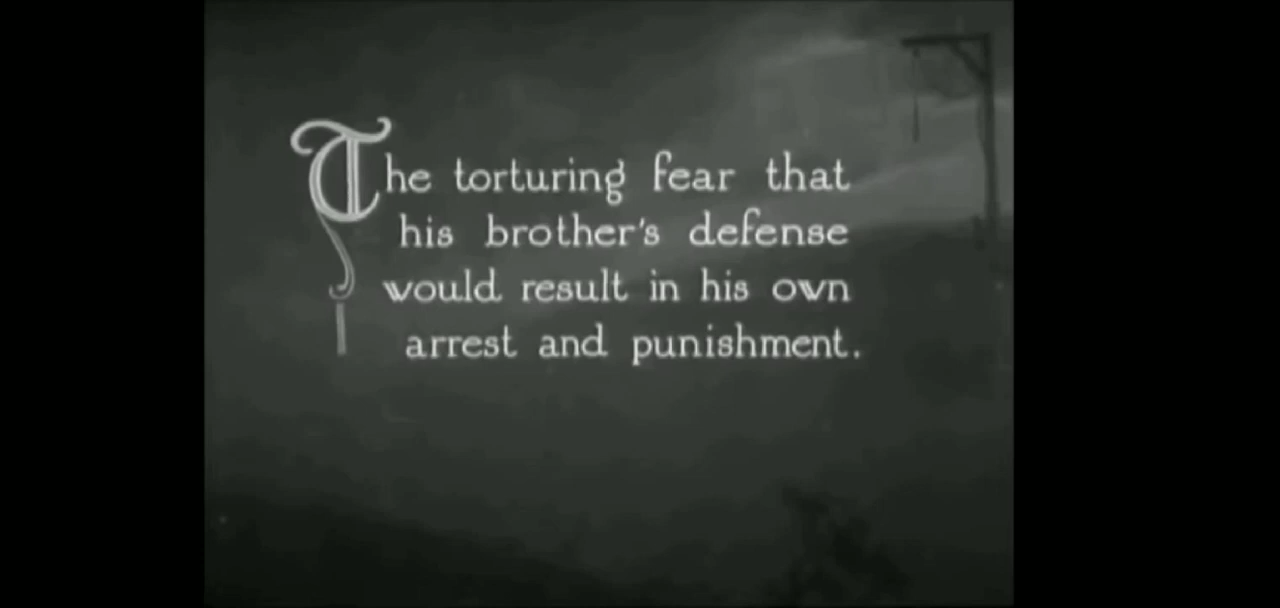 The torturing fear that
his brother's defense
would result in his own
arrest and punishment.